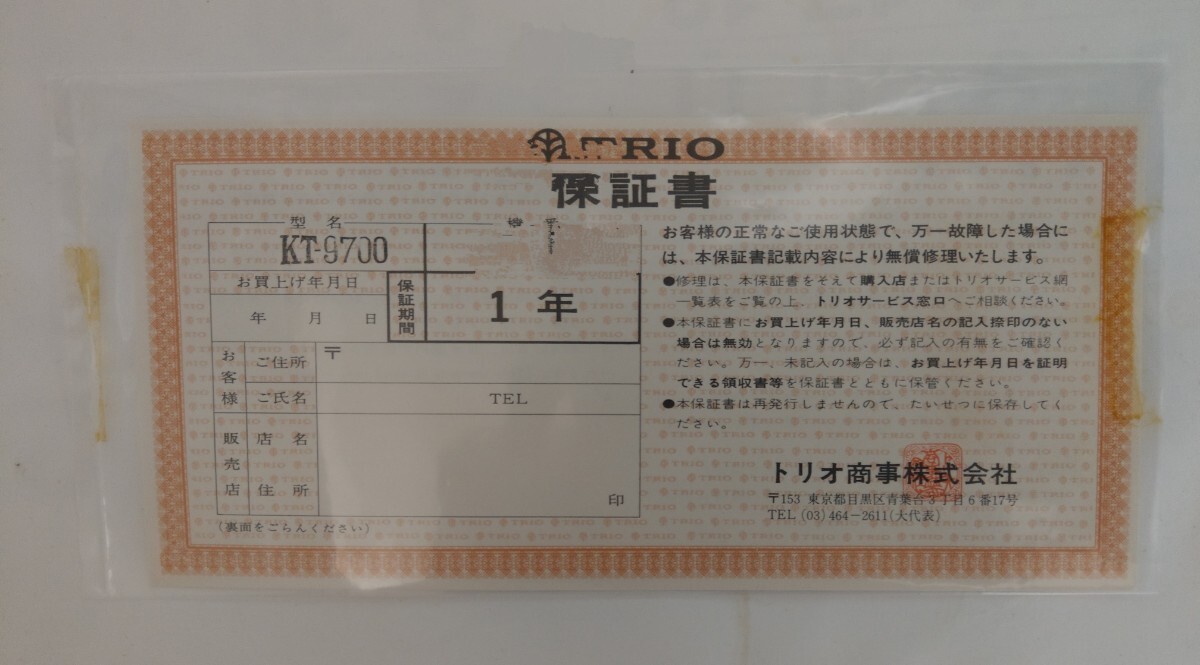 TRIO
保証書
型名
KT-9700
機番
お買上げ年月日
年 月 日
保証期間
1年
お客様
ご住所
〒
ご氏名
TEL
販売店
店名
住所
印
(裏面をごらんください)
お客様の正常なご使用状態で、万一故障した場合に
は、本保証書記載内容により無償修理いたします。
●修理は、本保証書をそえて購入店またはトリオサービス網
一覧表をご覧の上、トリオサービス窓口へご相談ください。
●本保証書にお買上げ年月日、販売店名の記入捺印のない
場合は無効となりますので、必ず記入の有無をご確認く
ださい。万一、未記入の場合は、お買上げ年月日を証明
できる領収書等を保証書とともに保管ください。
●本保証書は再発行しませんので、たいせつに保存してく
ださい。
トリオ商事株式会社
〒153 東京都目黒区青葉台3丁目6番17号
TEL (03) 464-2611(大代表)